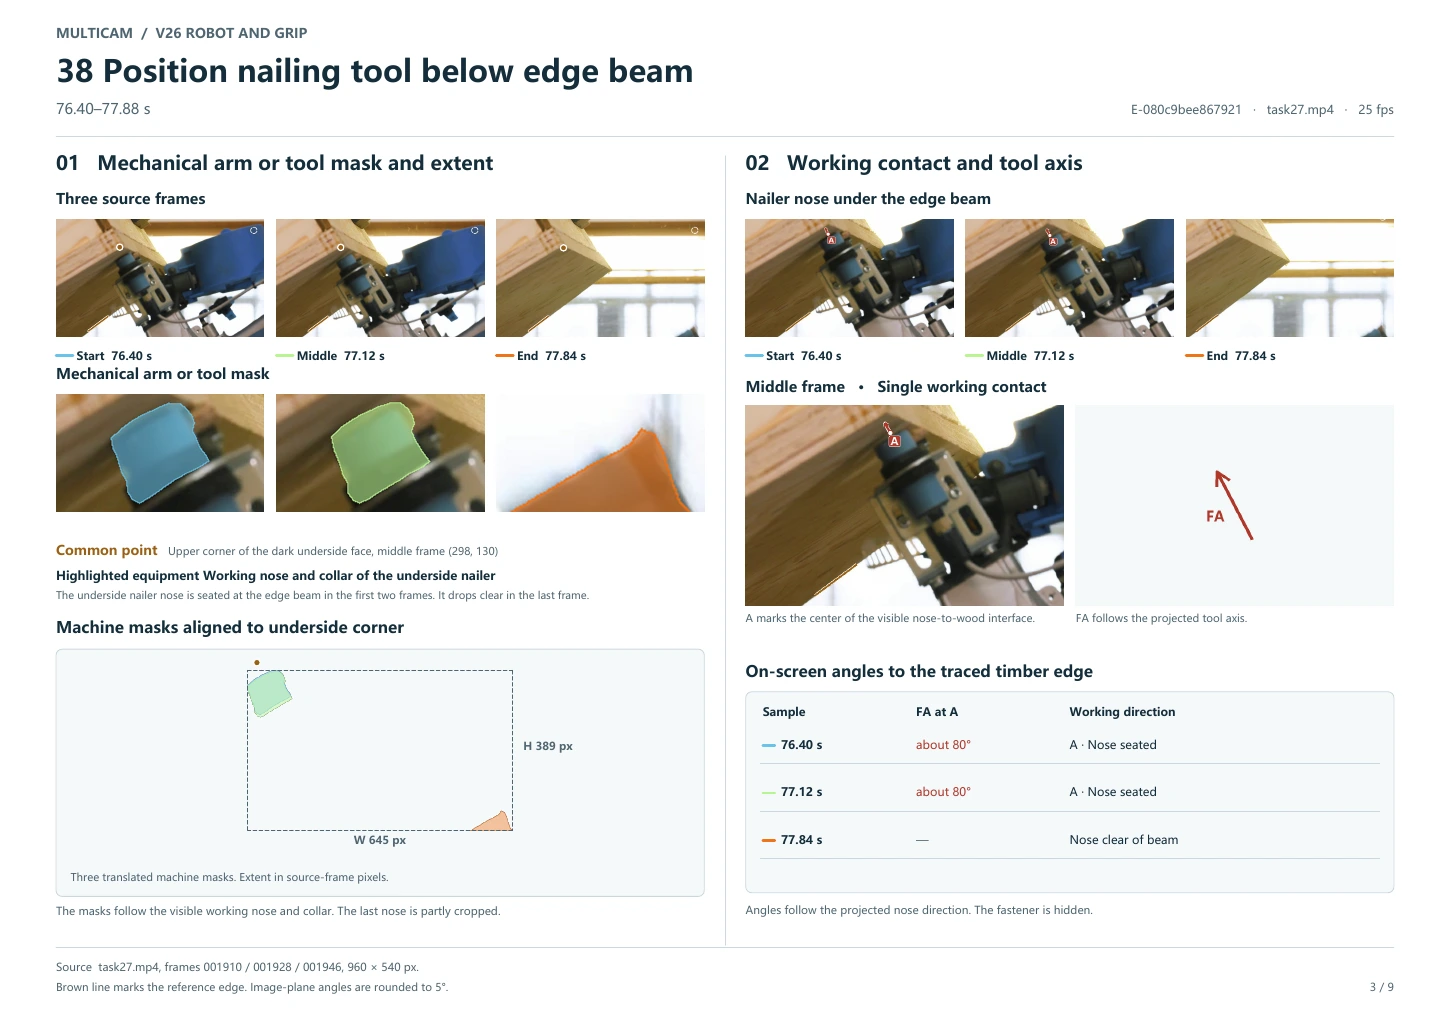 MULTICAM / V26 ROBOT AND GRIP
38 Position nailing tool below edge beam
76.40–77.88 s
E-080c9bee867921 · task27.mp4 · 25 fps
01 Mechanical arm or tool mask and extent
Three source frames
Start 76.40 s
Middle 77.12 s
End 77.84 s
Mechanical arm or tool mask
Common point Upper corner of the dark underside face, middle frame (298, 130)
Highlighted equipment Working nose and collar of the underside nailer
The underside nailer nose is seated at the edge beam in the first two frames. It drops clear in the last frame.
Machine masks aligned to underside corner
H 389 px
W 645 px
Three translated machine masks. Extent in source-frame pixels.
The masks follow the visible working nose and collar. The last nose is partly cropped.
02 Working contact and tool axis
Nailer nose under the edge beam
A
A
Start 76.40 s
Middle 77.12 s
End 77.84 s
Middle frame • Single working contact
A
FA
A marks the center of the visible nose-to-wood interface.
FA follows the projected tool axis.
On-screen angles to the traced timber edge
Sample FA at A Working direction
76.40 s about 80° A · Nose seated
77.12 s about 80° A · Nose seated
77.84 s — Nose clear of beam
Angles follow the projected nose direction. The fastener is hidden.
Source task27.mp4, frames 001910 / 001928 / 001946, 960 × 540 px.
Brown line marks the reference edge. Image-plane angles are rounded to 5°.
3 / 9